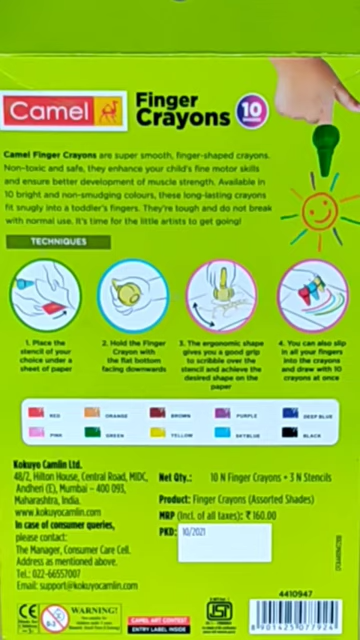 Camel
Finger
Crayons
10
Camel Finger Crayons are super smooth, finger-shaped crayons.
Non-toxic and safe, they enhance your child's fine motor skills
and ensure better development of muscle strength. Available in
10 bright and non-smudging colours, these long-lasting crayons
fit snugly into a toddler's fingers. They're tough and do not break
with normal use. It's time for the little artists to get going!
TECHNIQUES
1. Place the
stencil of your
choice under a
sheet of paper
2. Hold the Finger
Crayon with
the flat bottom
facing downwards
3. The ergonomic shape
gives you a good grip
to scribble over the
stencil and achieve the
desired shape on the
paper
4. You can also slip
in all your fingers
into the crayons
and draw with 10
crayons at once
RED ORANGE BROWN PURPLE DEEP BLUE
PINK GREEN YELLOW SKYBLUE BLACK
Kokuyo Camlin Ltd.
48/2, Hilton House, Central Road, MIDC,
Andheri (E), Mumbai – 400 093,
Maharashtra, India.
www.kokuyocamlin.com
In case of consumer queries,
please contact:
The Manager, Consumer Care Cell.
Address as mentioned above.
Tel.: 022-66557007
Email: support@kokuyocamlin.com
Net Qty.: 10 N Finger Crayons + 3 N Stencils
Product: Finger Crayons (Assorted Shades)
MRP (Incl. of all taxes): ₹ 160.00
PKD: 10/2021
CE
0-3
WARNING!
CAMEL ART CONTEST
ENTRY LABEL INSIDE
ISI
4410947